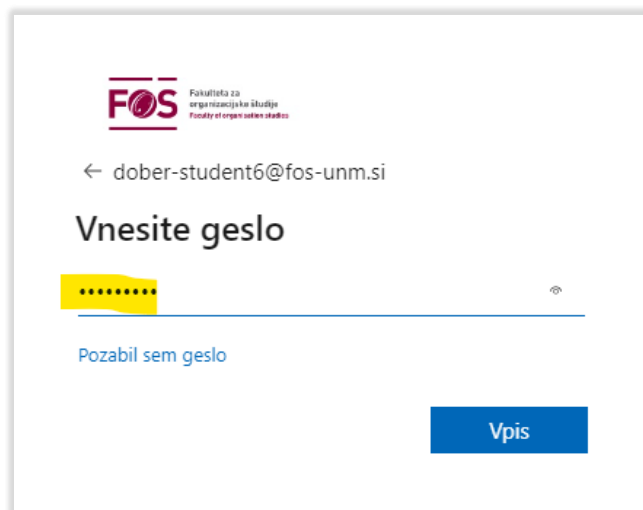 FOŠ
Fakulteta za
organizacijske študije
Faculty of organisation studies
← dober-student6@fos-unm.si
Vnesite geslo
•••••••••
Pozabil sem geslo
Vpis